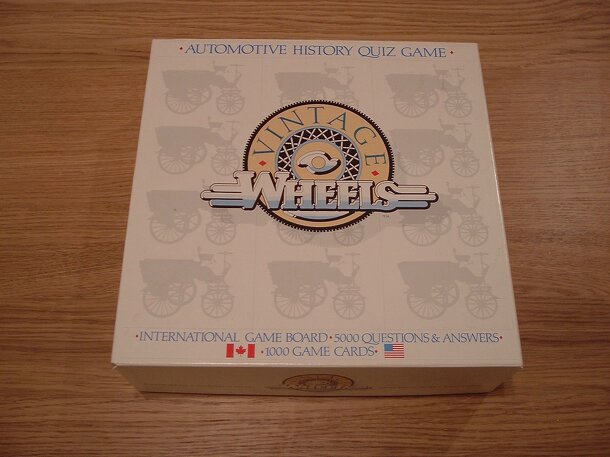 • AUTOMOTIVE HISTORY QUIZ GAME •
VINTAGE
WHEELS
• INTERNATIONAL GAME BOARD • 5000 QUESTIONS & ANSWERS •
• 1000 GAME CARDS •